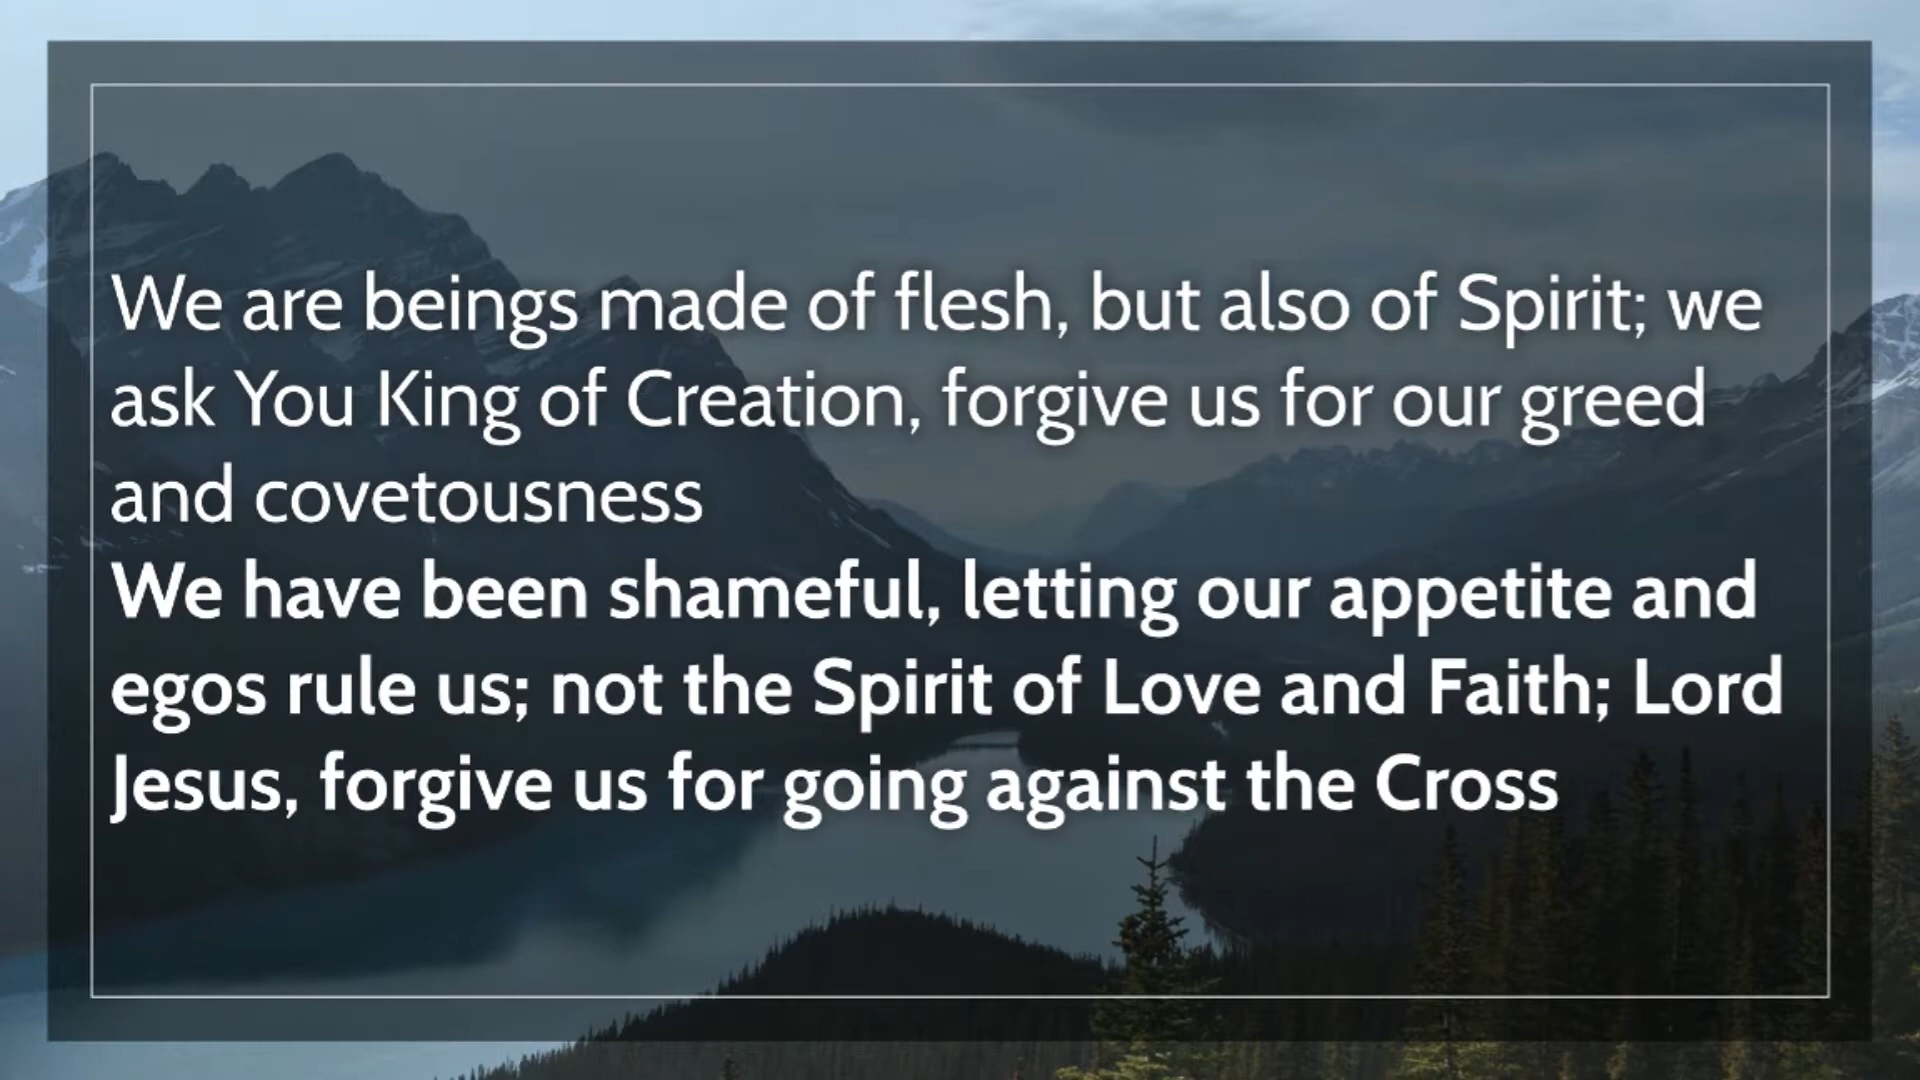 We are beings made of flesh, but also of Spirit; we
ask You King of Creation, forgive us for our greed
and covetousness
We have been shameful, letting our appetite and
egos rule us; not the Spirit of Love and Faith; Lord
Jesus, forgive us for going against the Cross